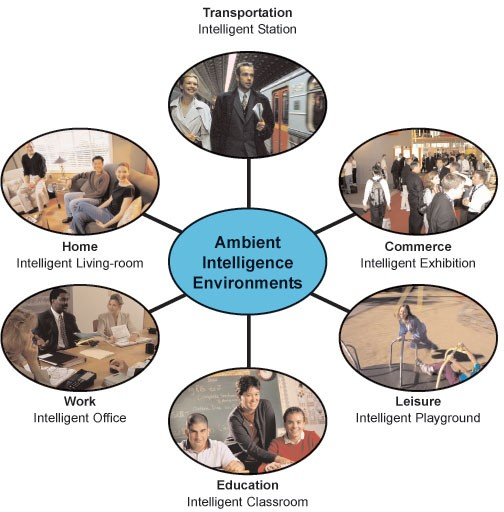 Transportation
Intelligent Station
Home
Intelligent Living-room
Commerce
Intelligent Exhibition
Ambient
Intelligence
Environments
Work
Intelligent Office
Leisure
Intelligent Playground
Education
Intelligent Classroom